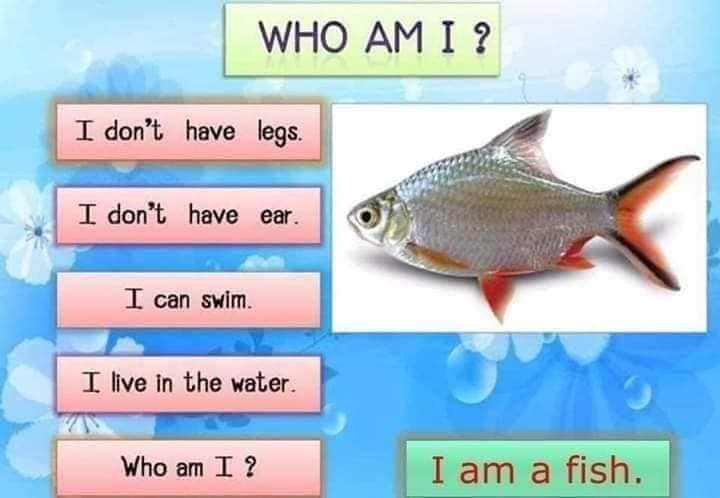 WHO AM I ?
I don't have legs.
I don't have ear.
I can swim.
I live in the water.
Who am I ?
I am a fish.